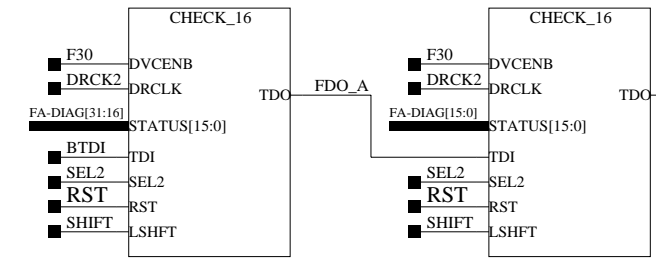 CHECK_16
F30
DVCENB
DRCK2
DRCLK
TDO
FDO_A
FA-DIAG[31:16]
STATUS[15:0]
BTDI
TDI
SEL2
SEL2
RST
RST
SHIFT
LSHFT
CHECK_16
F30
DVCENB
DRCK2
DRCLK
TDO
FA-DIAG[15:0]
STATUS[15:0]
TDI
SEL2
SEL2
RST
RST
SHIFT
LSHFT